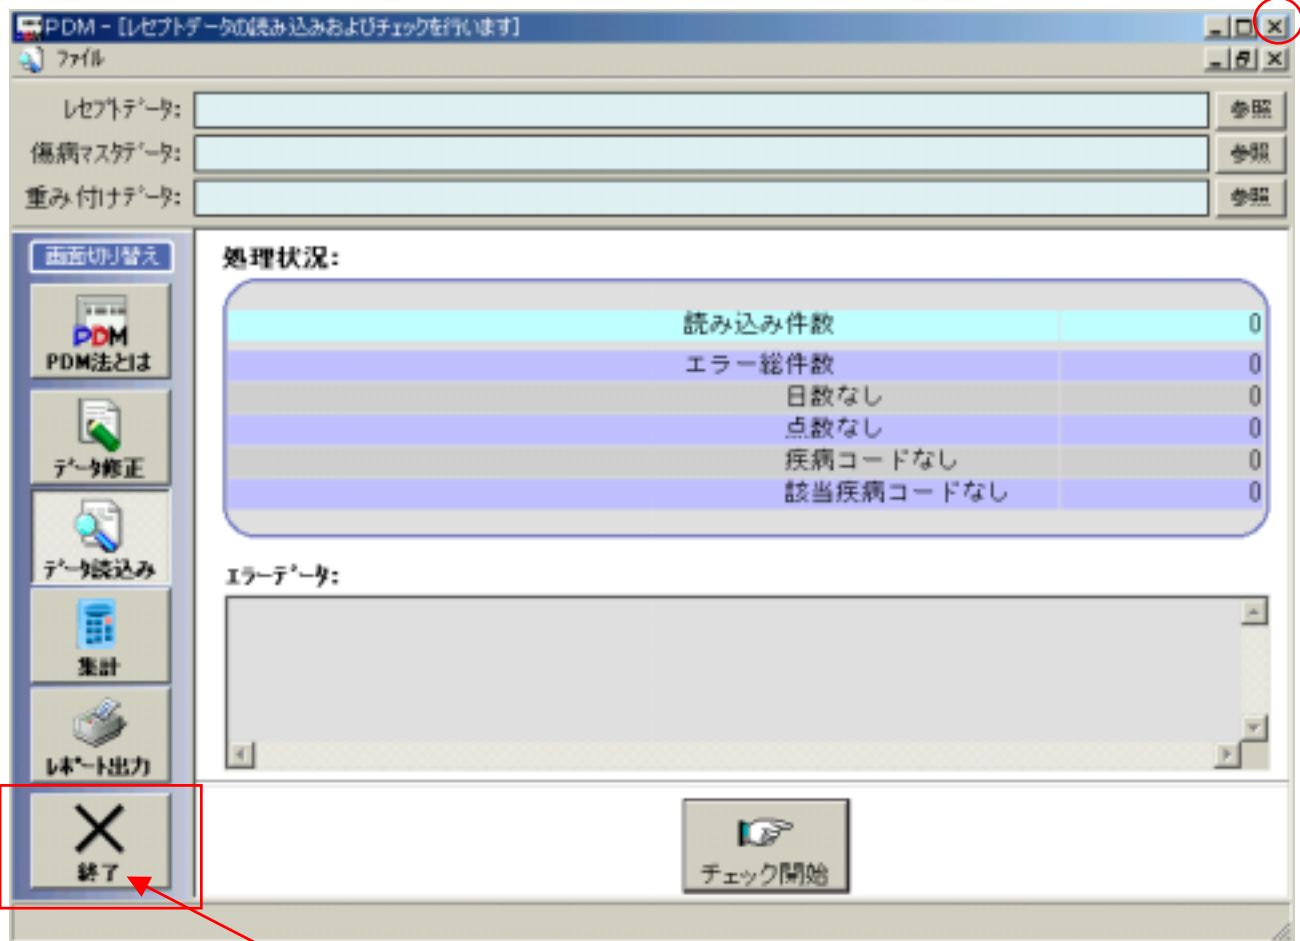 PDM - [レセプトデータの読み込みおよびチェックを行います]
ファイル
レセプトデータ: 参照
傷病マスタデータ: 参照
重み付けデータ: 参照
画面切り替え
PDM
PDM法とは
データ修正
データ読込み
集計
レポート出力
終了
処理状況:
読み込み件数 0
エラー総件数 0
日数なし 0
点数なし 0
疾病コードなし 0
該当疾病コードなし 0
エラーデータ:
チェック開始